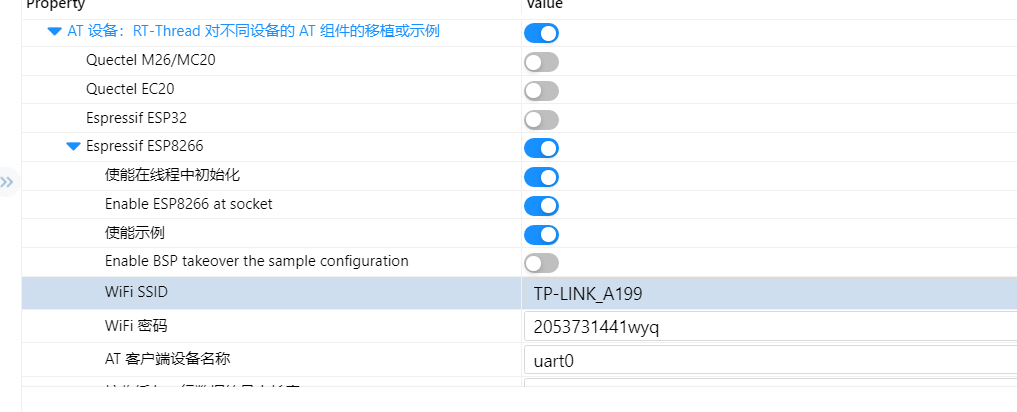 Property Value
AT 设备：RT-Thread 对不同设备的 AT 组件的移植或示例
Quectel M26/MC20
Quectel EC20
Espressif ESP32
Espressif ESP8266
使能在线程中初始化
Enable ESP8266 at socket
使能示例
Enable BSP takeover the sample configuration
WiFi SSID TP-LINK_A199
WiFi 密码 2053731441wyq
AT 客户端设备名称 uart0